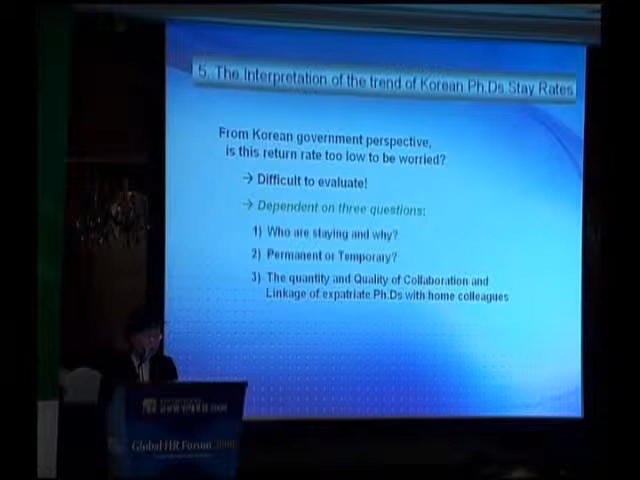 5. The Interpretation of the trend of Korean Ph.Ds Stay Rates
From Korean government perspective,
is this return rate too low to be worried?
→ Difficult to evaluate!
→ Dependent on three questions:
1) Who are staying and why?
2) Permanent or Temporary?
3) The quantity and Quality of Collaboration and
Linkage of expatriate Ph.Ds with home colleagues
Global HR Forum